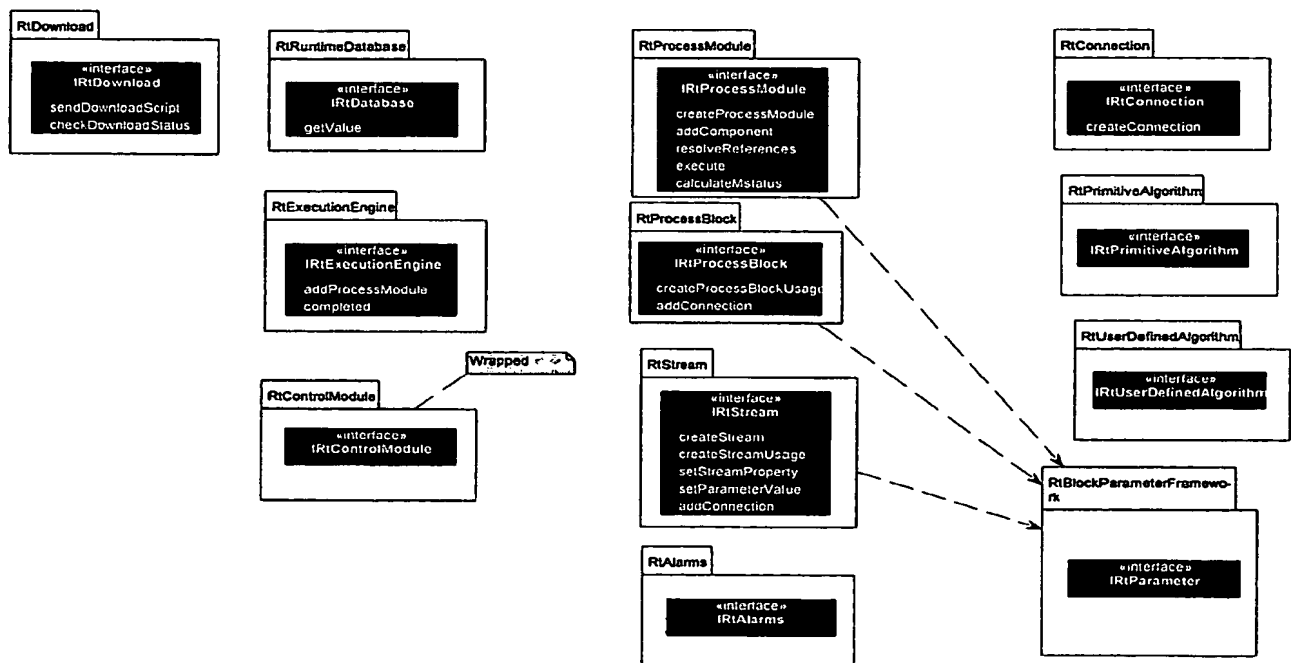 RtDownload
«interface»
IRtDownload
sendDownloadScript
checkDownloadStatus
RtRuntimeDatabase
«interface»
IRtDatabase
getValue
RtExecutionEngine
«interface»
IRtExecutionEngine
addProcessModule
completed
Wrapped
RtControlModule
«interface»
IRtControlModule
RtProcessModule
«interface»
IRtProcessModule
createProcessModule
addComponent
resolveReferences
execute
calculateMstatus
RtProcessBlock
«interface»
IRtProcessBlock
createProcessBlockUsage
addConnection
RtStream
«interface»
IRtStream
createStream
createStreamUsage
setStreamProperty
setParameterValue
addConnection
RtAlarms
«interface»
IRtAlarms
RtConnection
«interface»
IRtConnection
createConnection
RtPrimitiveAlgorithm
«interface»
IRtPrimitiveAlgorithm
RtUserDefinedAlgorithm
«interface»
IRtUserDefinedAlgorithm
RtBlockParameterFramewo-
rk
«interface»
IRtParameter